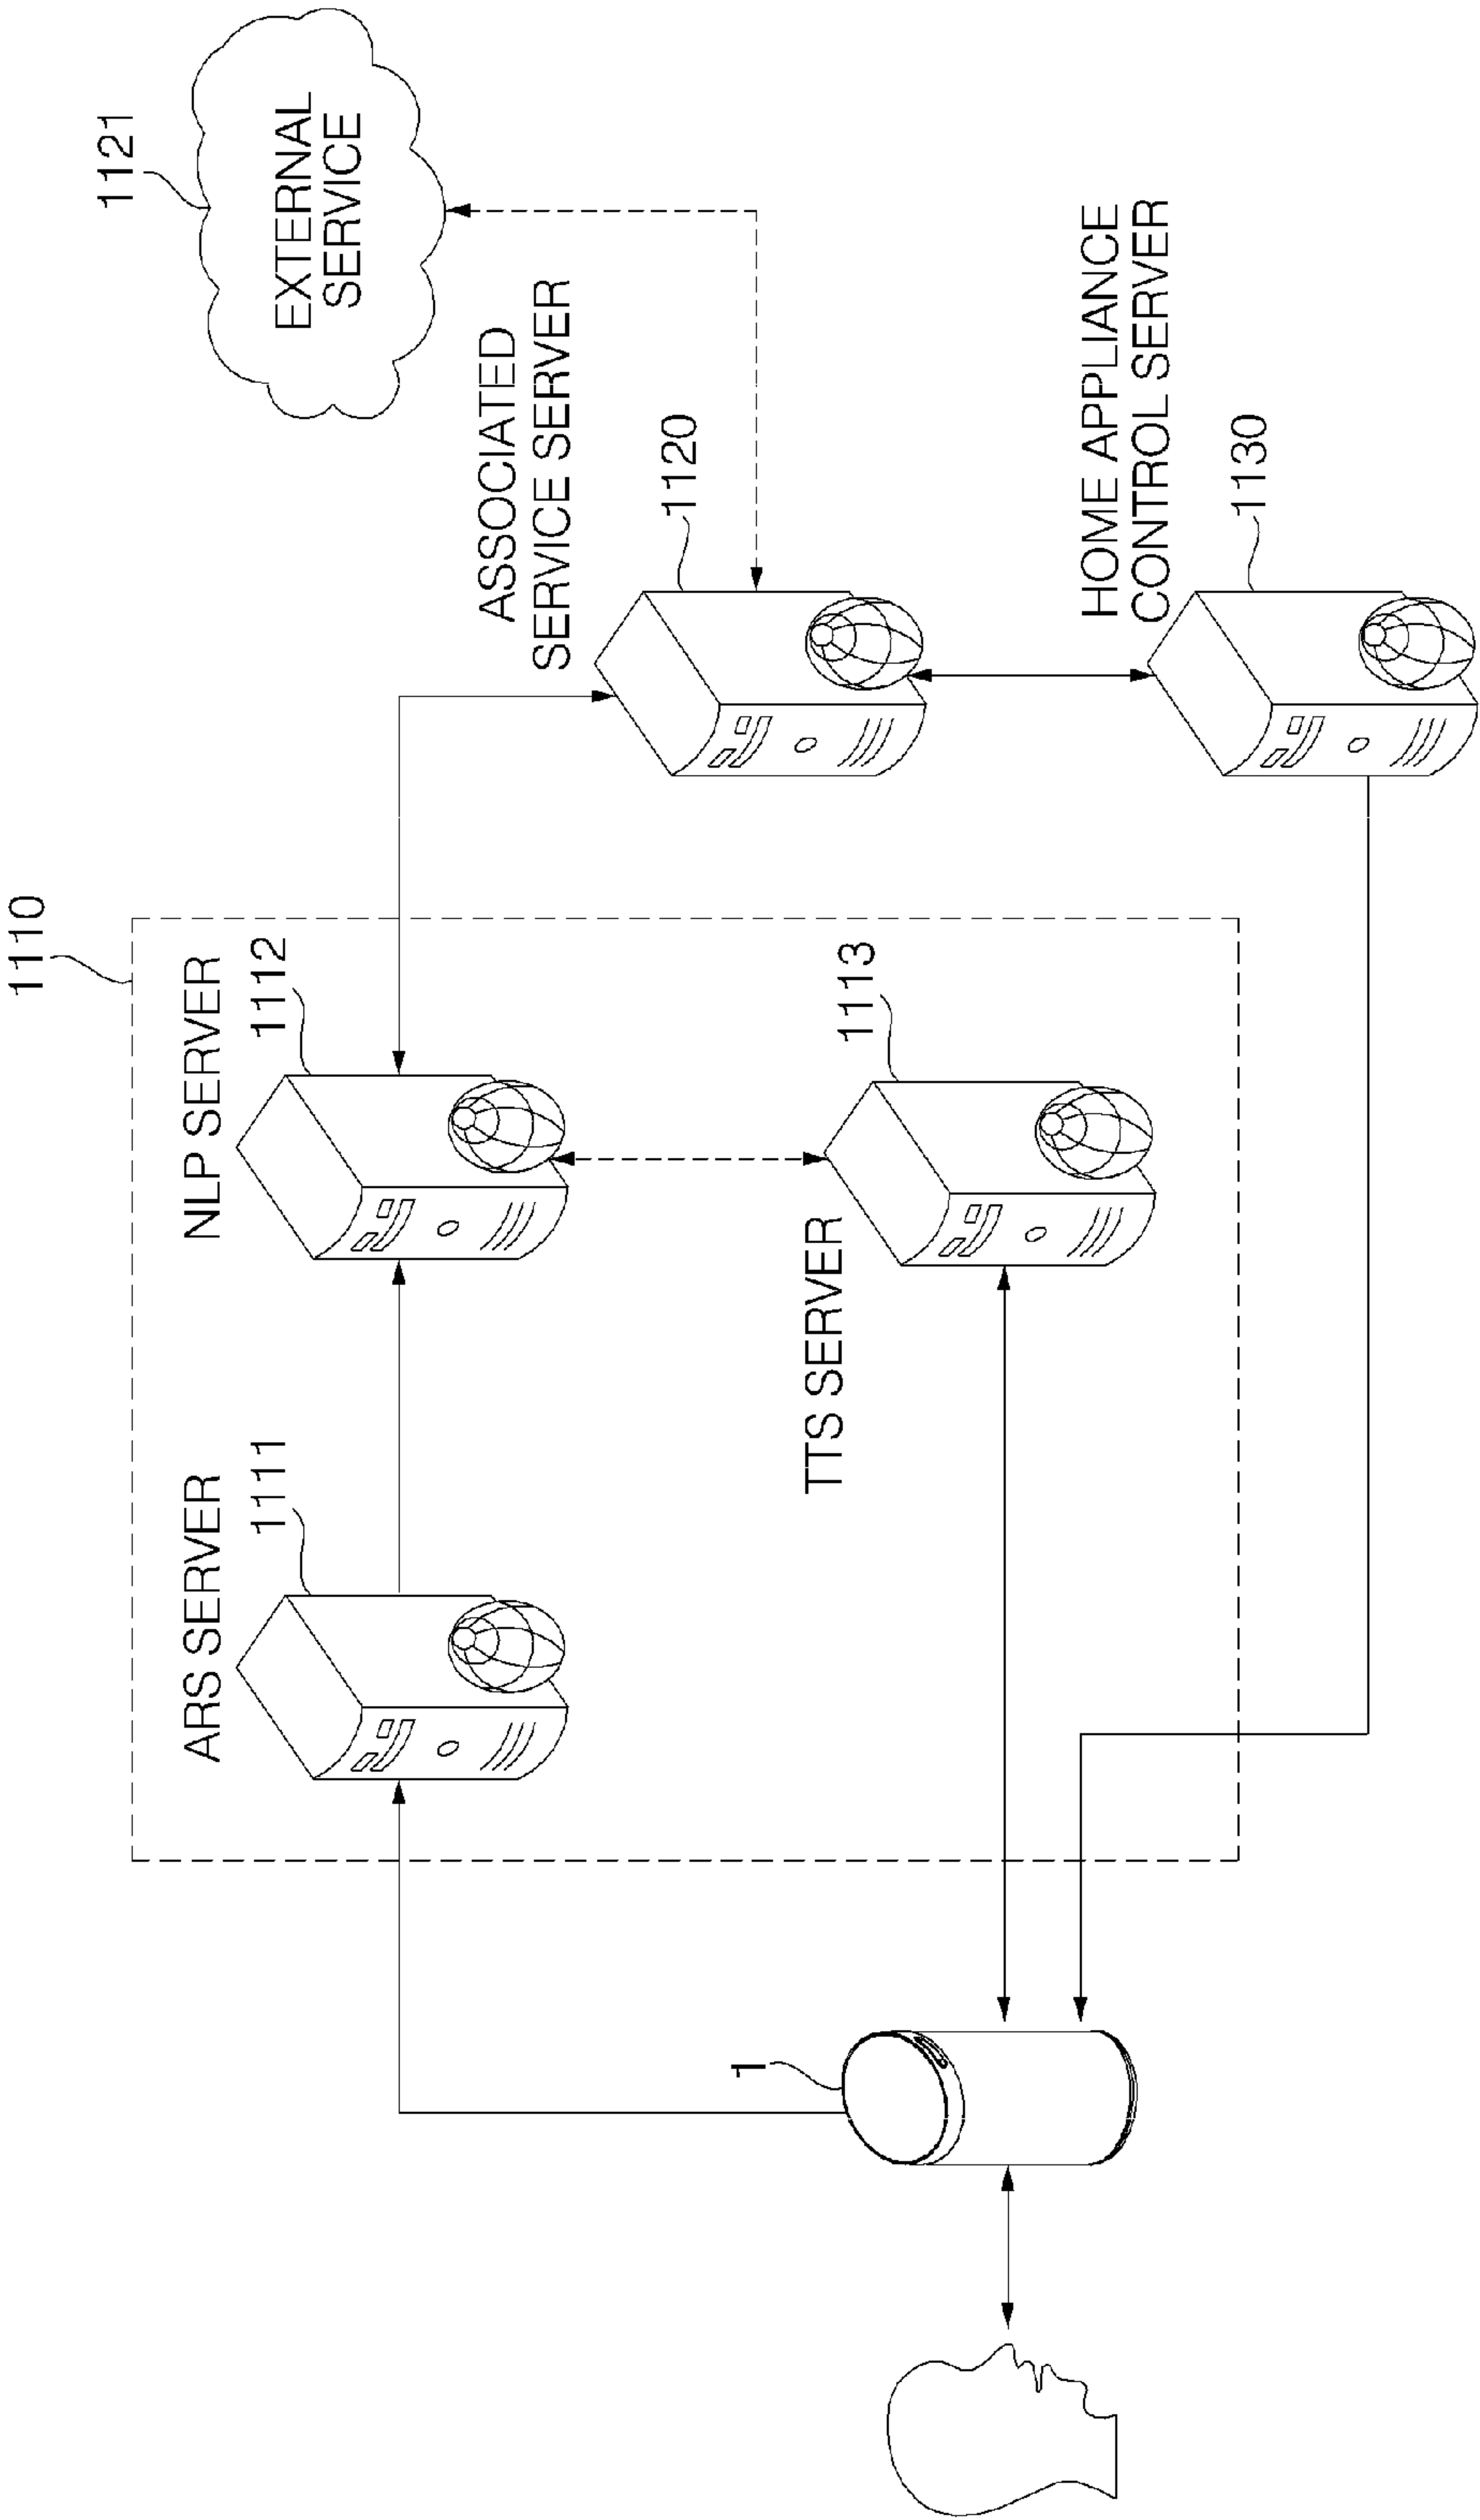 1110
1121
EXTERNAL
SERVICE
ARS SERVER
1111
NLP SERVER
1112
ASSOCIATED
SERVICE SERVER
1120
1
TTS SERVER
1113
HOME APPLIANCE
CONTROL SERVER
1130